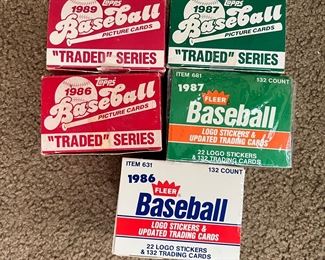 Topps
1989
Baseball
PICTURE CARDS
"TRADED" SERIES
Topps
1987
Baseball
PICTURE CARDS
"TRADED" SERIES
Topps
1986
Baseball
PICTURE CARDS
"TRADED" SERIES
ITEM 681 132 COUNT
1987
FLEER
Baseball
LOGO STICKERS &
UPDATED TRADING CARDS
22 LOGO STICKERS
& 132 TRADING CARDS
ITEM 631 132 COUNT
1986
FLEER
Baseball
LOGO STICKERS &
UPDATED TRADING CARDS
22 LOGO STICKERS
& 132 TRADING CARDS